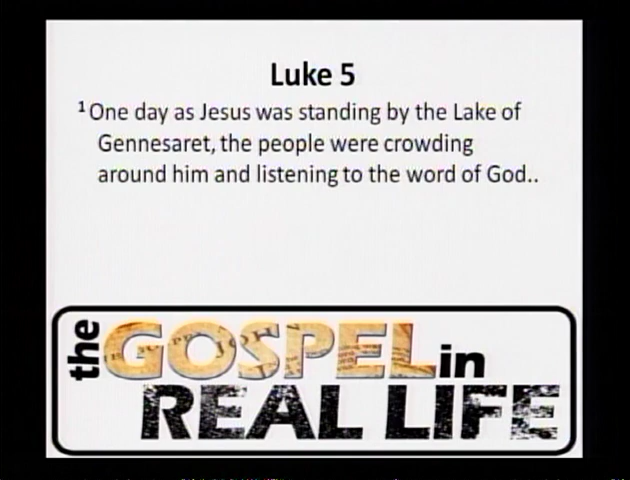 Luke 5
¹ One day as Jesus was standing by the Lake of
Gennesaret, the people were crowding
around him and listening to the word of God..
the GOSPEL in
REAL LIFE